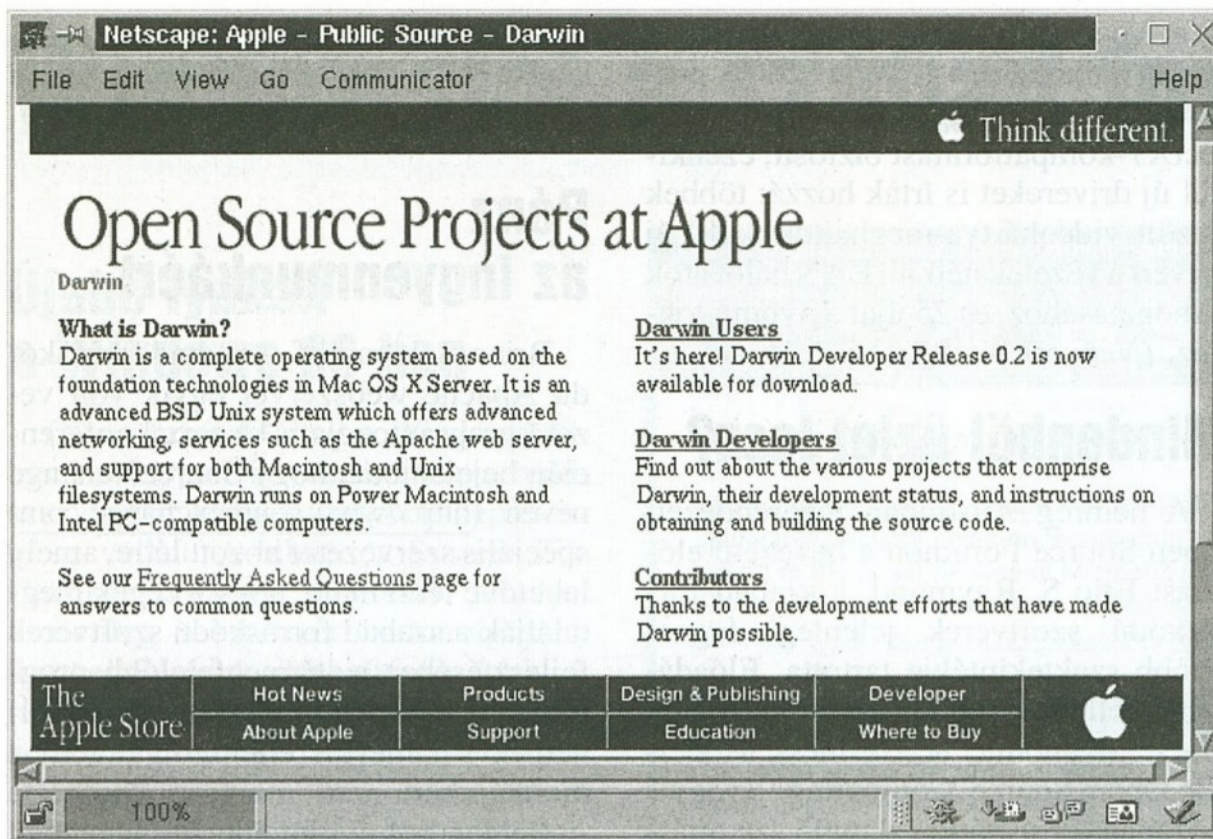 Netscape: Apple - Public Source - Darwin
File Edit View Go Communicator Help
Think different.
Open Source Projects at Apple
Darwin
What is Darwin?
Darwin is a complete operating system based on the
foundation technologies in Mac OS X Server. It is an
advanced BSD Unix system which offers advanced
networking, services such as the Apache web server,
and support for both Macintosh and Unix
filesystems. Darwin runs on Power Macintosh and
Intel PC-compatible computers.
See our Frequently Asked Questions page for
answers to common questions.
Darwin Users
It's here! Darwin Developer Release 0.2 is now
available for download.
Darwin Developers
Find out about the various projects that comprise
Darwin, their development status, and instructions on
obtaining and building the source code.
Contributors
Thanks to the development efforts that have made
Darwin possible.
The
Apple Store
Hot News Products Design & Publishing Developer
About Apple Support Education Where to Buy
100%